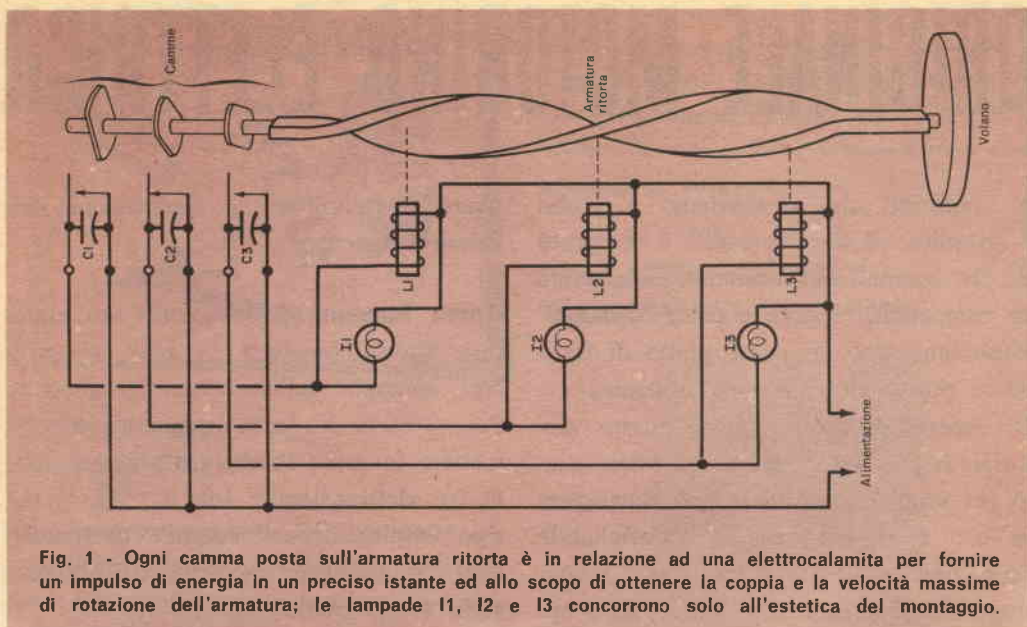 Camme
Armatura
ritorta
Volano
C1
C2
C3
L1
L2
L3
I1
I2
I3
Alimentazione
Fig. 1 - Ogni camma posta sull'armatura ritorta è in relazione ad una elettrocalamita per fornire
un impulso di energia in un preciso istante ed allo scopo di ottenere la coppia e la velocità massime
di rotazione dell'armatura; le lampade I1, I2 e I3 concorrono solo all'estetica del montaggio.